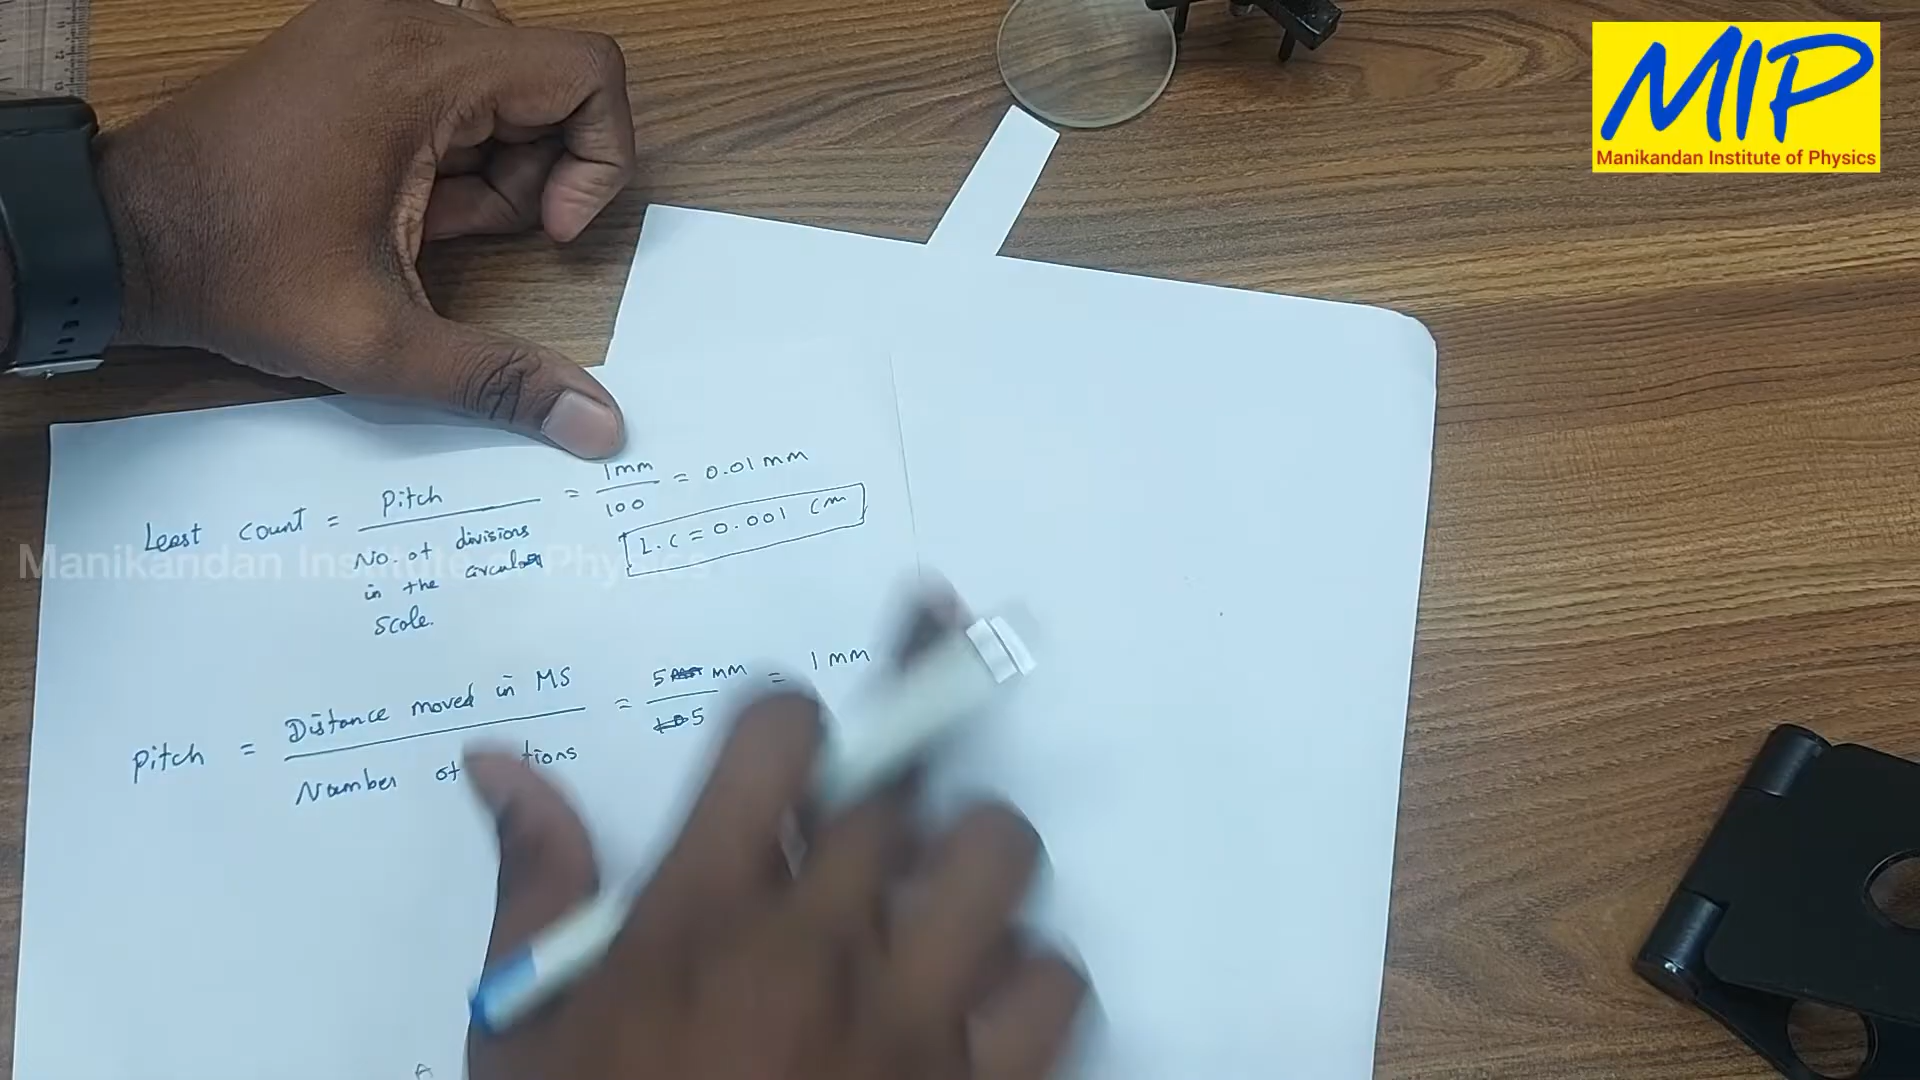 MIP
Manikandan Institute of Physics
Least count = Pitch / No. of divisions in the circular scale. = 1mm / 100 = 0.01 mm
L.C = 0.001 cm
Manikandan Institute of Physics
Pitch = Distance moved in MS / Number of = 5 mm / 5 = 1 mm